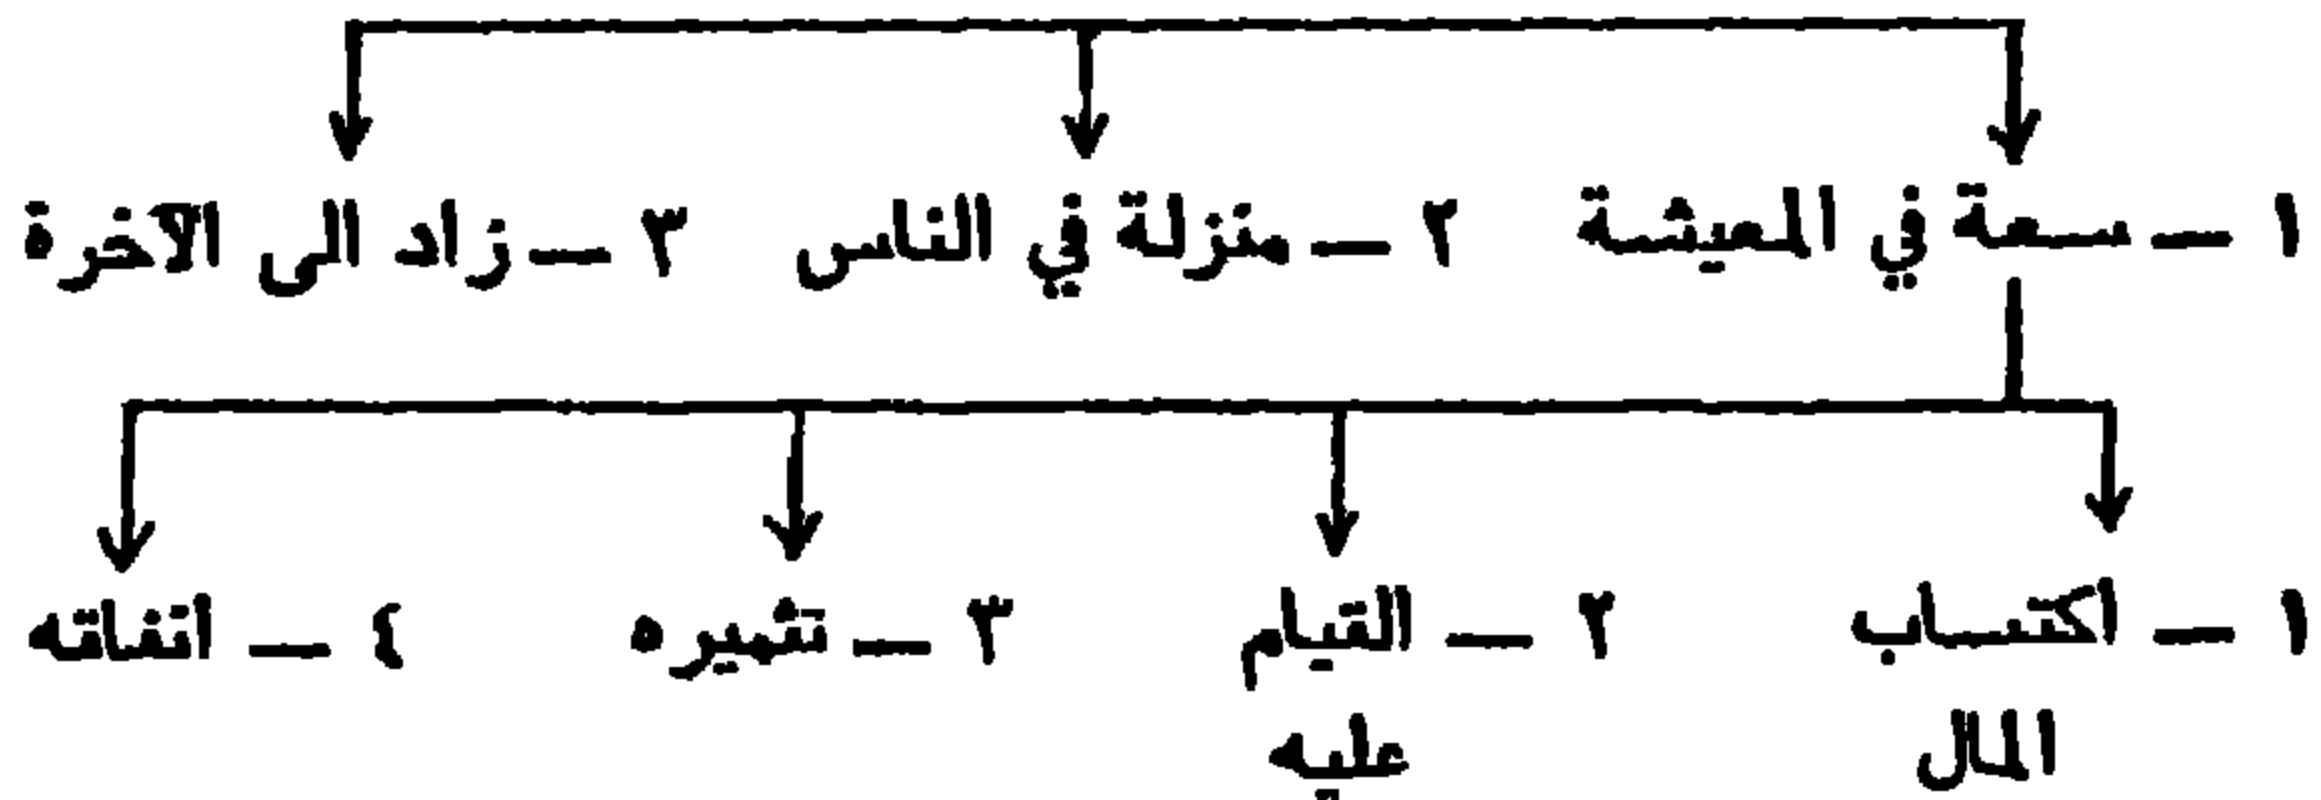 ١ — سعة في المعيشة ٢ — منزلة في الناس ٣ — زاد الى الآخرة
١ — اكتساب ٢ — القيام ٣ — تثميره ٤ — انفاقه
المال عليه